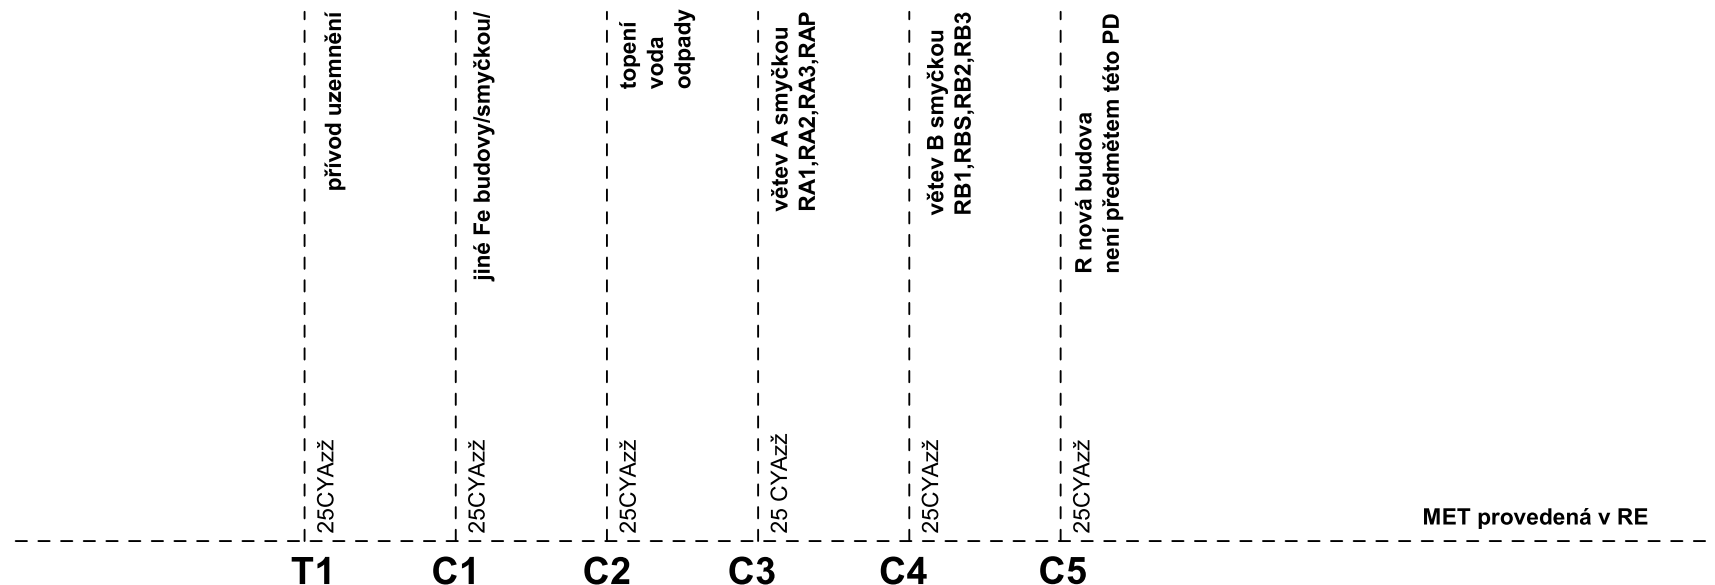 přívod uzemnění
jiné Fe budovy/smyčkou/
topení
voda
odpady
větev A smyčkou
RA1,RA2,RA3,RAP
větev B smyčkou
RB1,RBS,RB2,RB3
R nová budova
není předmětem této PD
25CYAzž
25CYAzž
25CYAzž
25 CYAzž
25CYAzž
25CYAzž
MET provedená v RE
T1
C1
C2
C3
C4
C5